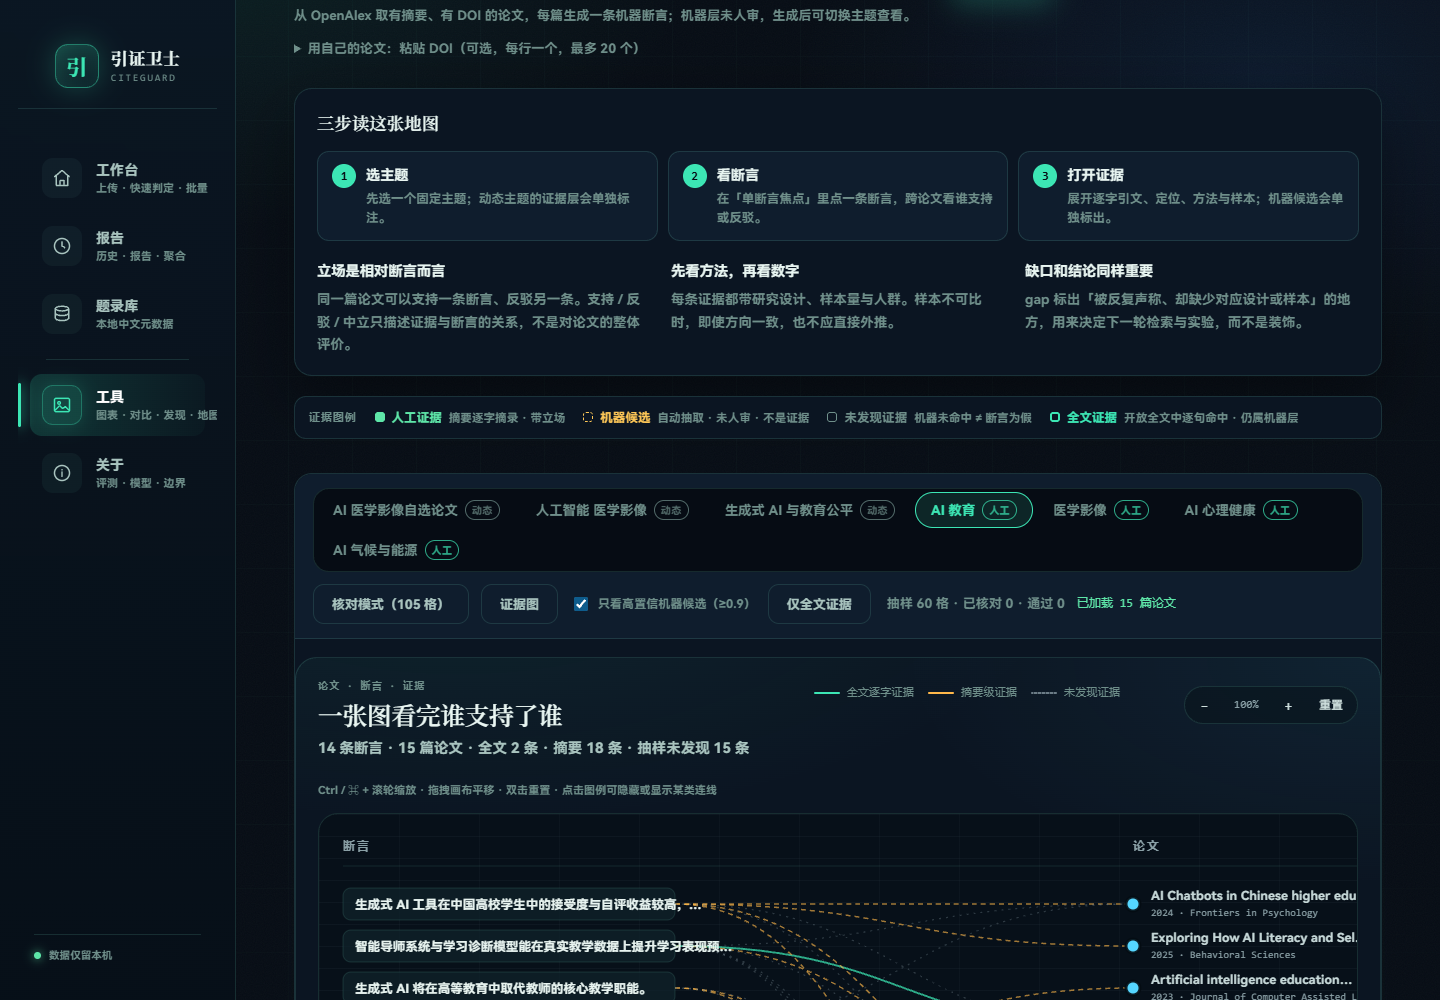 从 OpenAlex 取有摘要、有 DOI 的论文，每篇生成一条机器断言；机器层未人审，生成后可切换主题查看。
▶ 用自己的论文：粘贴 DOI（可选，每行一个，最多 20 个）
引
引证卫士
CITEGUARD
工作台
上传 · 快速判定 · 批量
报告
历史 · 报告 · 聚合
题录库
本地中文元数据
工具
图表 · 对比 · 发现 · 地图
关于
评测 · 模型 · 边界
数据仅留本机
三步读这张地图
1 选主题
先选一个固定主题；动态主题的证据层会单独标
注。
2 看断言
在「单断言焦点」里点一条断言，跨论文看谁支持
或反驳。
3 打开证据
展开逐字引文、定位、方法与样本；机器候选会单
独标出。
立场是相对断言而言
同一篇论文可以支持一条断言、反驳另一条。支持 / 反
驳 / 中立只描述证据与断言的关系，不是对论文的整体
评价。
先看方法，再看数字
每条证据都带研究设计、样本量与人群。样本不可比
时，即使方向一致，也不应直接外推。
缺口和结论同样重要
gap 标出「被反复声称、却缺少对应设计或样本」的地
方，用来决定下一轮检索与实验，而不是装饰。
证据图例 人工证据 摘要逐字摘录 · 带立场 机器候选 自动抽取 · 未人审 · 不是证据 未发现证据 机器未命中 ≠ 断言为假 全文证据 开放全文中逐句命中 · 仍属机器层
AI 医学影像自选论文 动态 人工智能 医学影像 动态 生成式 AI 与教育公平 动态 AI 教育 人工 医学影像 人工 AI 心理健康 人工
AI 气候与能源 人工
核对模式（105 格） 证据图 只看高置信机器候选（≥0.9） 仅全文证据 抽样 60 格 · 已核对 0 · 通过 0 已加载 15 篇论文
论文 · 断言 · 证据
一张图看完谁支持了谁
14 条断言 · 15 篇论文 · 全文 2 条 · 摘要 18 条 · 抽样未发现 15 条
全文逐字证据 摘要级证据 未发现证据
− 100% + 重置
Ctrl / ⌘ + 滚轮缩放 · 拖拽画布平移 · 双击重置 · 点击图例可隐藏或显示某类连线
断言 论文
生成式 AI 工具在中国高校学生中的接受度与自评收益较高，…
AI Chatbots in Chinese higher edu
2024 · Frontiers in Psychology
智能导师系统与学习诊断模型能在真实教学数据上提升学习表现预…
Exploring How AI Literacy and Sel…
2025 · Behavioral Sciences
生成式 AI 将在高等教育中取代教师的核心教学职能。
Artificial intelligence education…
2023 · Journal of Computer Assisted L